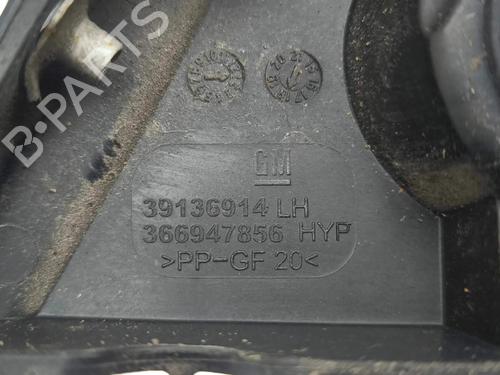 B-PARTS
GM
39136914 LH
366947856 HYP
>PP-GF 20<